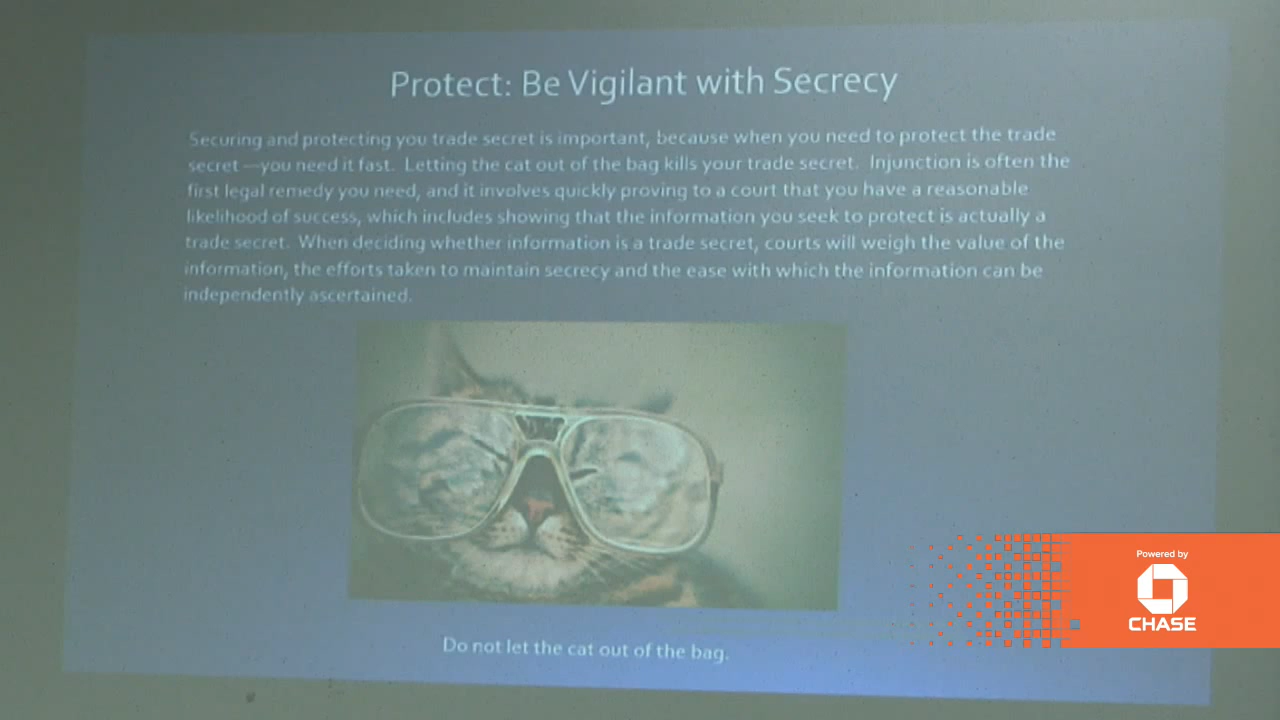 Protect: Be Vigilant with Secrecy
Securing and protecting you trade secret is important, because when you need to protect the trade
secret—you need it fast.  Letting the cat out of the bag kills your trade secret.  Injunction is often the
first legal remedy you need, and it involves quickly proving to a court that you have a reasonable
likelihood of success, which includes showing that the information you seek to protect is actually a
trade secret.  When deciding whether information is a trade secret, courts will weigh the value of the
information, the efforts taken to maintain secrecy and the ease with which the information can be
independently ascertained.
Do not let the cat out of the bag.
Powered by
CHASE